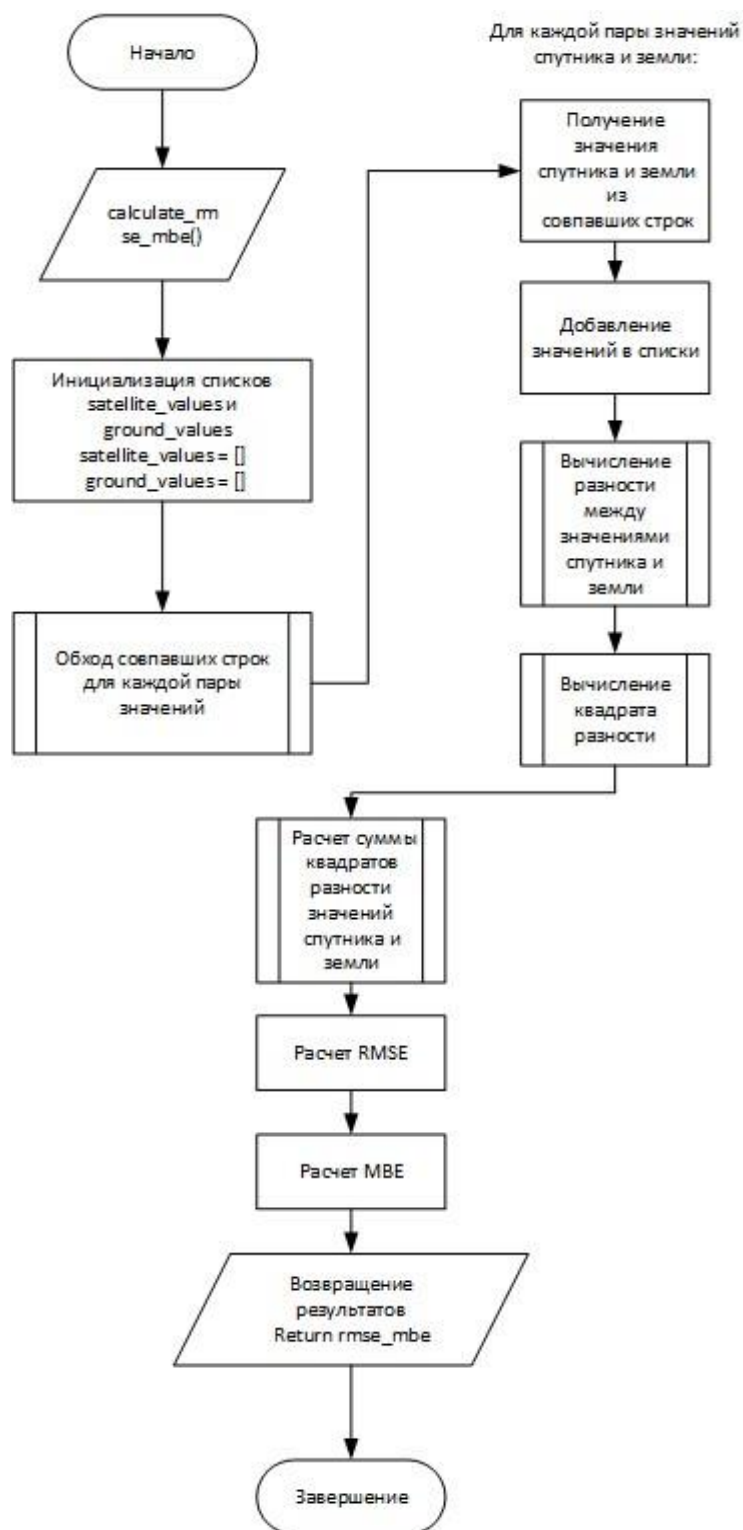 Начало
calculate_rm
se_mbe()
Инициализация списков
satellite_values и
ground_values
satellite_values = []
ground_values = []
Обход совпавших строк
для каждой пары
значений
Для каждой пары значений
спутника и земли:
Получение
значения
спутника и земли
из
совпавших строк
Добавление
значений в списки
Вычисление
разности
между
значениями
спутника и
земли
Вычисление
квадрата
разности
Расчет суммы
квадратов
разности
значений
спутника и
земли
Расчет RMSE
Расчет MBE
Возвращение
результатов
Return rmse_mbe
Завершение